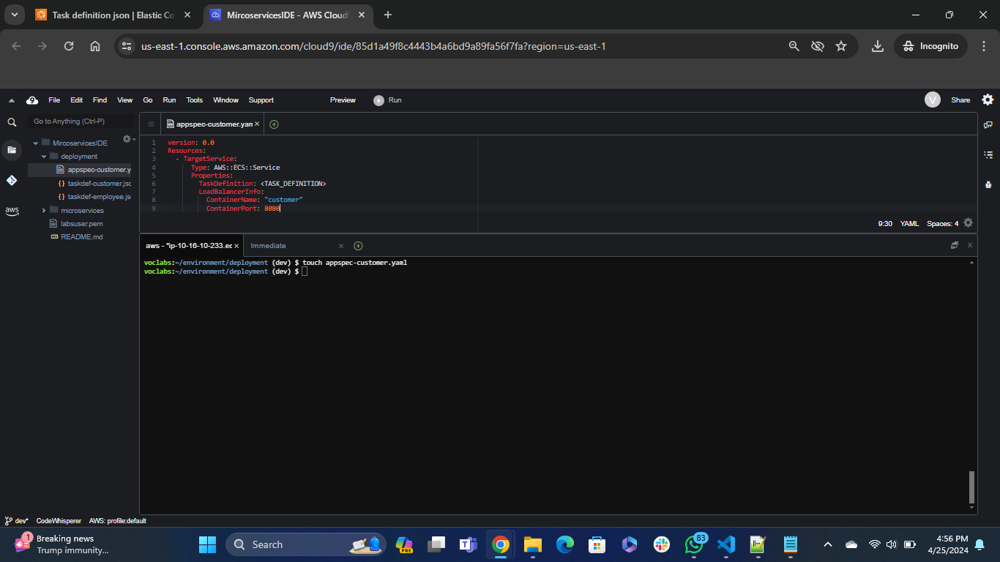 Task definition json | Elastic Co
MircoservicesIDE - AWS Cloud
us-east-1.console.aws.amazon.com/cloud9/ide/85d1a49f8c4443b4a6bd9a89fa56f7fa?region=us-east-1
Incognito
9 File Edit Find View Go Run Tools Window Support Preview Run V Share
Go to Anything (Ctrl-P)
MircoservicesIDE
deployment
appspec-customer.y
taskdef-customer.jsc
taskdef-employee.js
microservices
labsuser.pem
README.md
aws
appspec-customer.yan
1 version: 0.0
2 Resources:
3 - TargetService:
4 Type: AWS::ECS::Service
5 Properties:
6 TaskDefinition: <TASK_DEFINITION>
7 LoadBalancerInfo:
8 ContainerName: "customer"
9 ContainerPort: 8080
9:30 YAML Spaces: 4
aws - "ip-10-16-10-233.ec Immediate
voclabs:~/environment/deployment (dev) $ touch appspec-customer.yaml
voclabs:~/environment/deployment (dev) $
dev* CodeWhisperer AWS: profile:default
1 Breaking news
Trump immunity...
Search
PRE
83
4:56 PM
4/25/2024